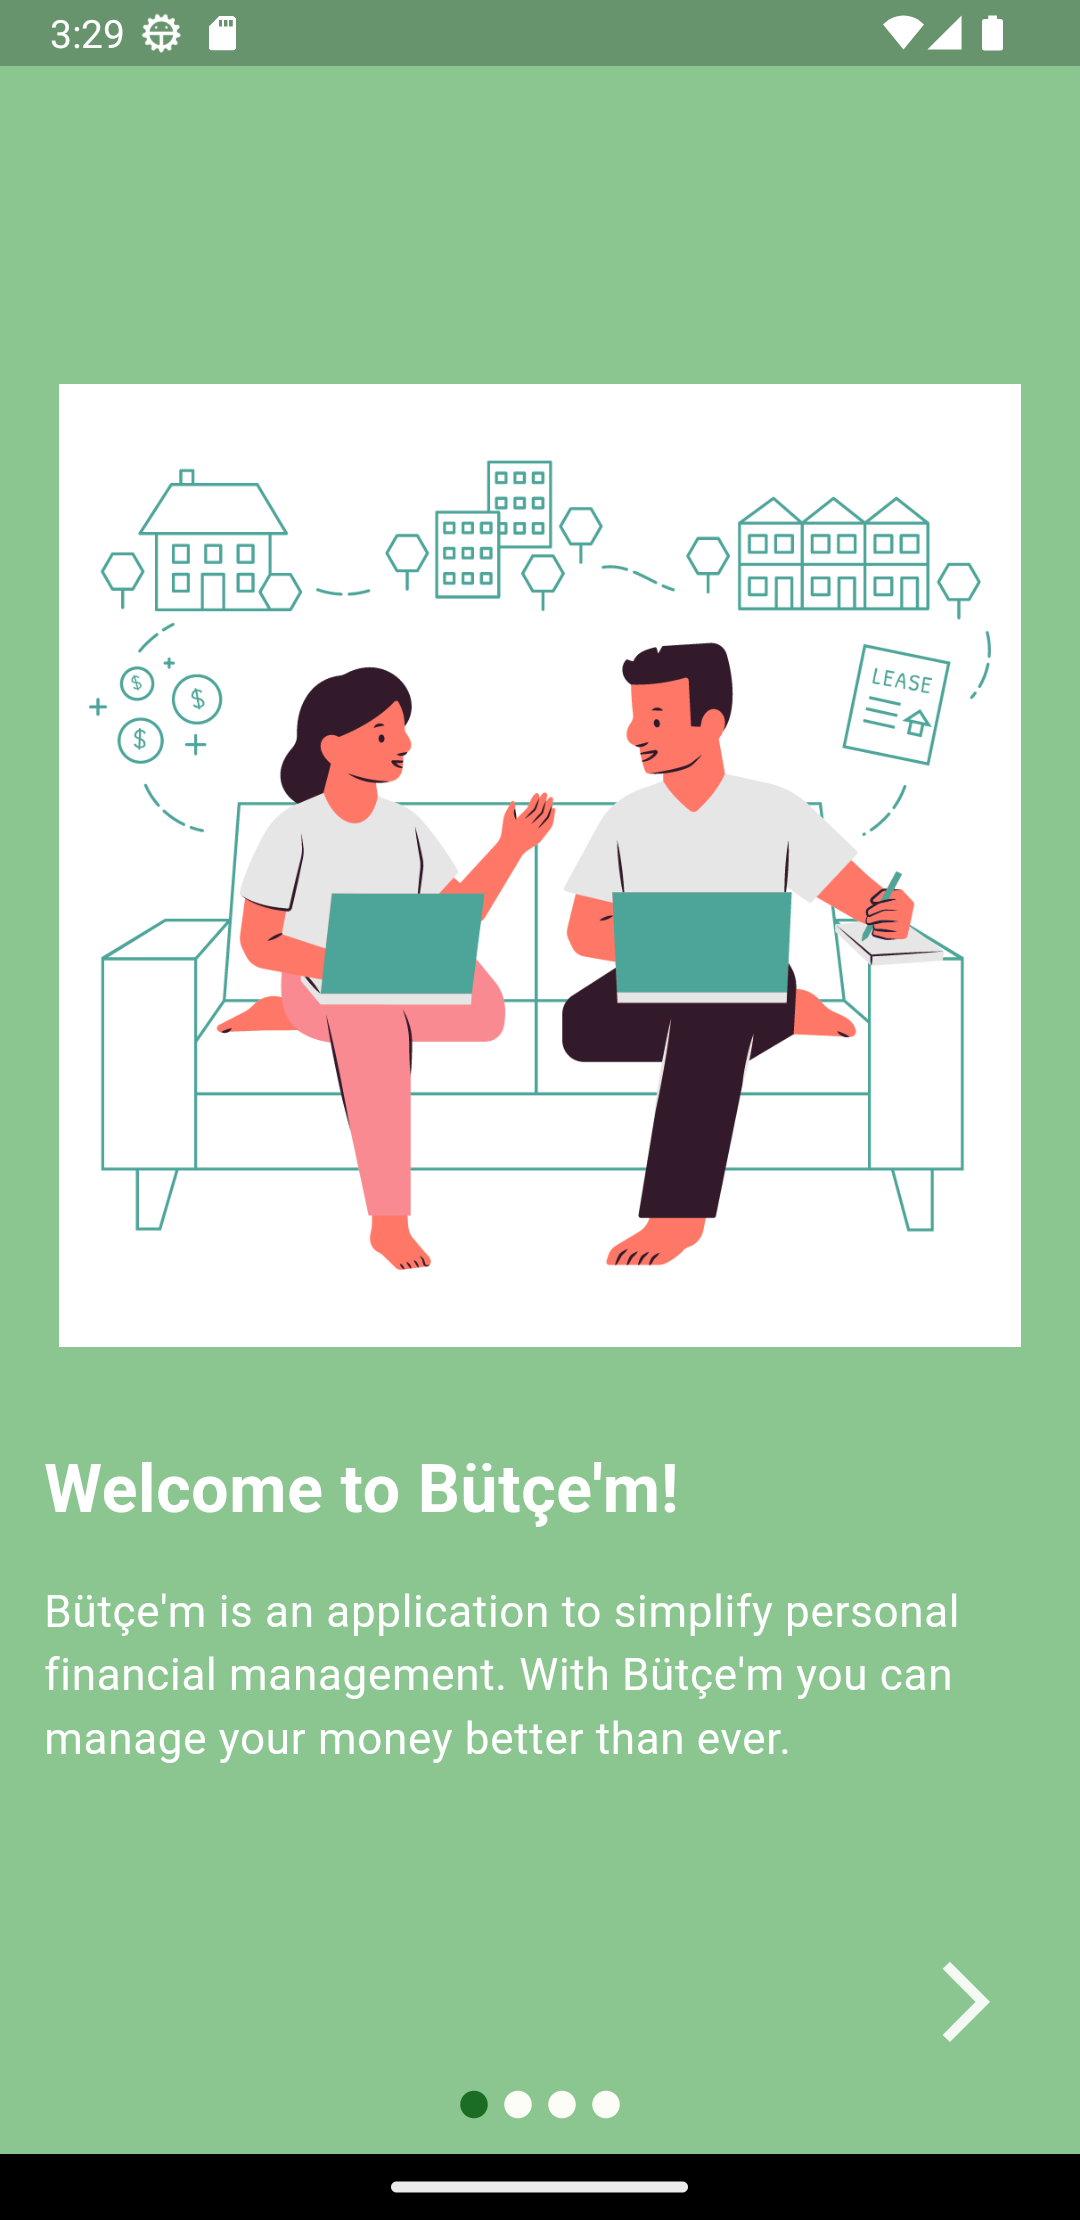 3:29
$
$
$
LEASE
Welcome to Bütçe'm!
Bütçe'm is an application to simplify personal
financial management. With Bütçe'm you can
manage your money better than ever.